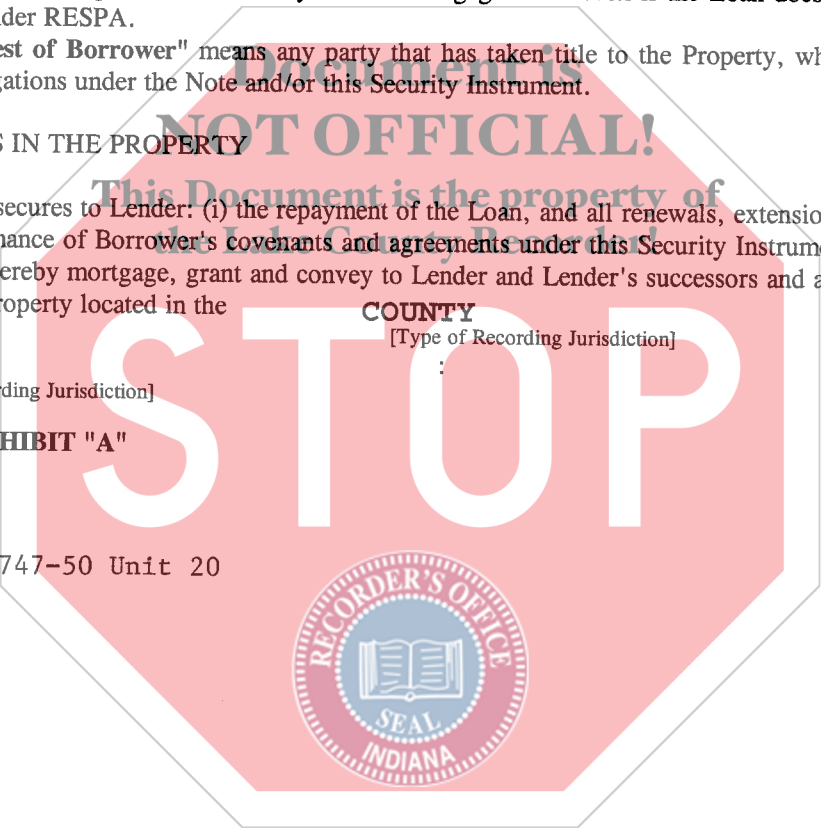 der RESPA.
est of Borrower" means any party that has taken title to the Property, wh
gations under the Note and/or this Security Instrument.
Document is
NOT OFFICIAL!
S IN THE PROPERTY
This Document is the property of
the Lake County Recorder!
secures to Lender: (i) the repayment of the Loan, and all renewals, extensio
nance of Borrower's covenants and agreements under this Security Instrume
ereby mortgage, grant and convey to Lender and Lender's successors and a
roperty located in the COUNTY
[Type of Recording Jurisdiction]
:
rding Jurisdiction]
HIBIT "A"
STOP
747-50 Unit 20
RECORDER'S OFFICE
SEAL
INDIANA